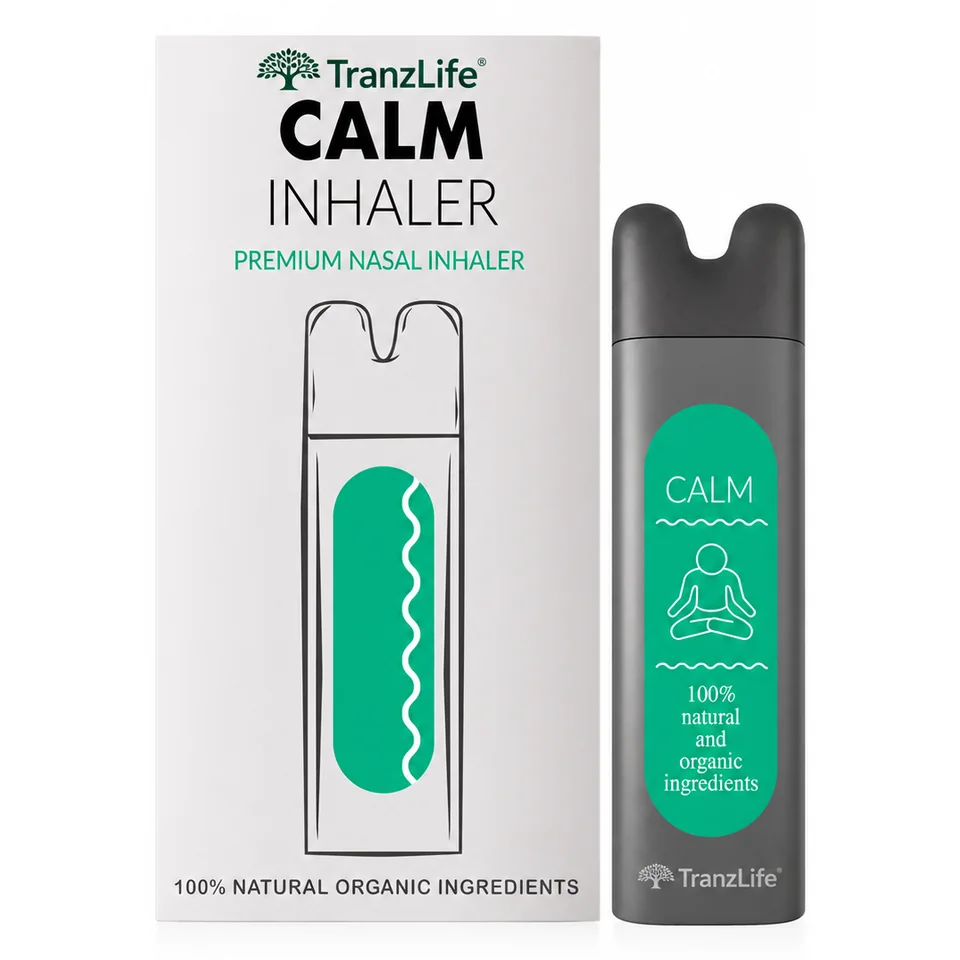 TranzLife®
CALM
INHALER
PREMIUM NASAL INHALER
100% NATURAL ORGANIC INGREDIENTS
CALM
100%
natural
and
organic
ingredients
TranzLife®